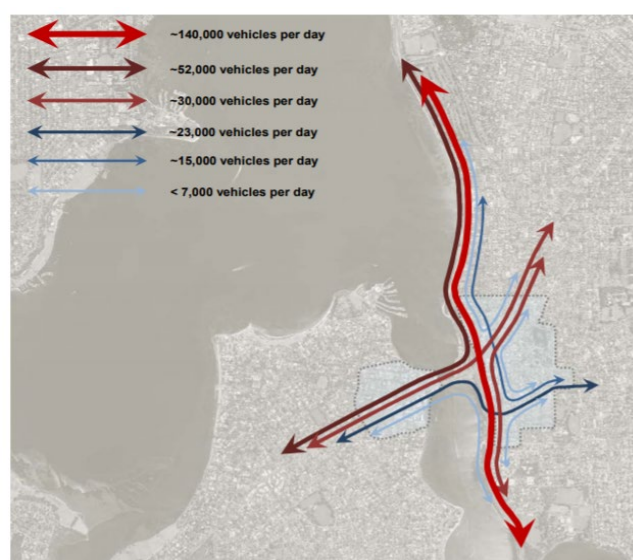 ~140,000 vehicles per day
~52,000 vehicles per day
~30,000 vehicles per day
~23,000 vehicles per day
~15,000 vehicles per day
< 7,000 vehicles per day